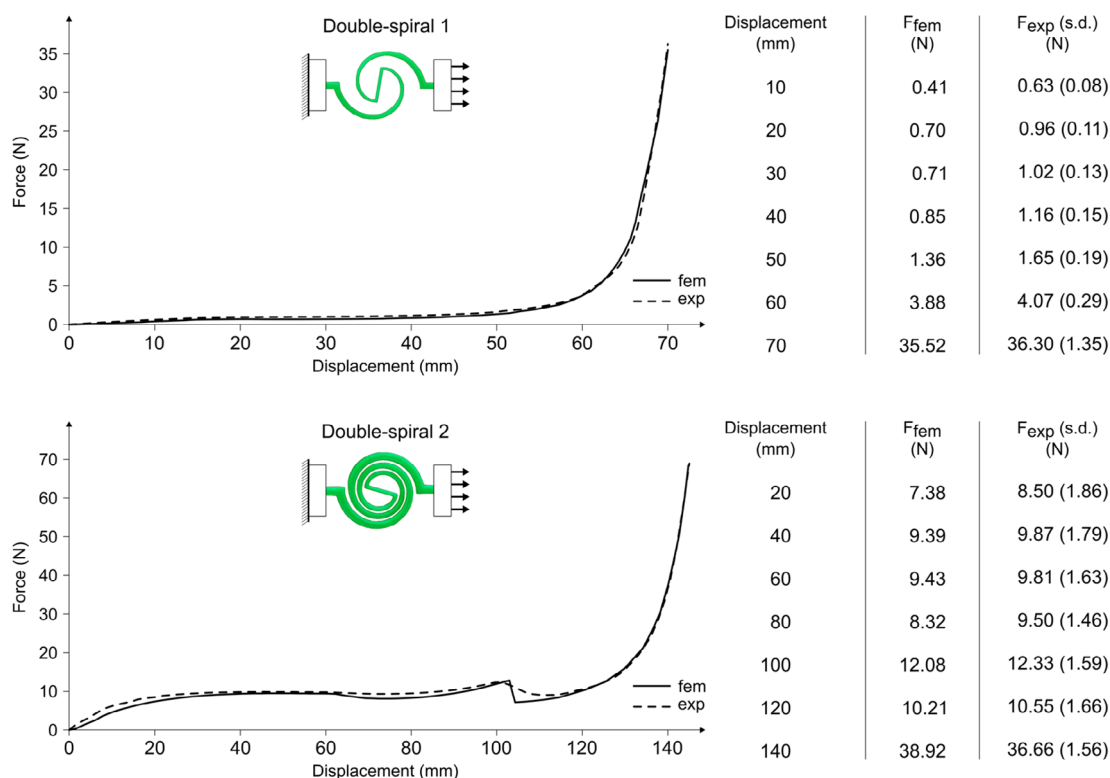 Double-spiral 1
Force (N)
35
30
25
20
15
10
5
0
0 10 20 30 40 50 60 70
Displacement (mm)
fem
exp
Displacement (mm) Ffem (N) Fexp (s.d.) (N)
10 0.41 0.63 (0.08)
20 0.70 0.96 (0.11)
30 0.71 1.02 (0.13)
40 0.85 1.16 (0.15)
50 1.36 1.65 (0.19)
60 3.88 4.07 (0.29)
70 35.52 36.30 (1.35)
Double-spiral 2
Force (N)
70
60
50
40
30
20
10
0
0 20 40 60 80 100 120 140
Displacement (mm)
fem
exp
Displacement (mm) Ffem (N) Fexp (s.d.) (N)
20 7.38 8.50 (1.86)
40 9.39 9.87 (1.79)
60 9.43 9.81 (1.63)
80 8.32 9.50 (1.46)
100 12.08 12.33 (1.59)
120 10.21 10.55 (1.66)
140 38.92 36.66 (1.56)